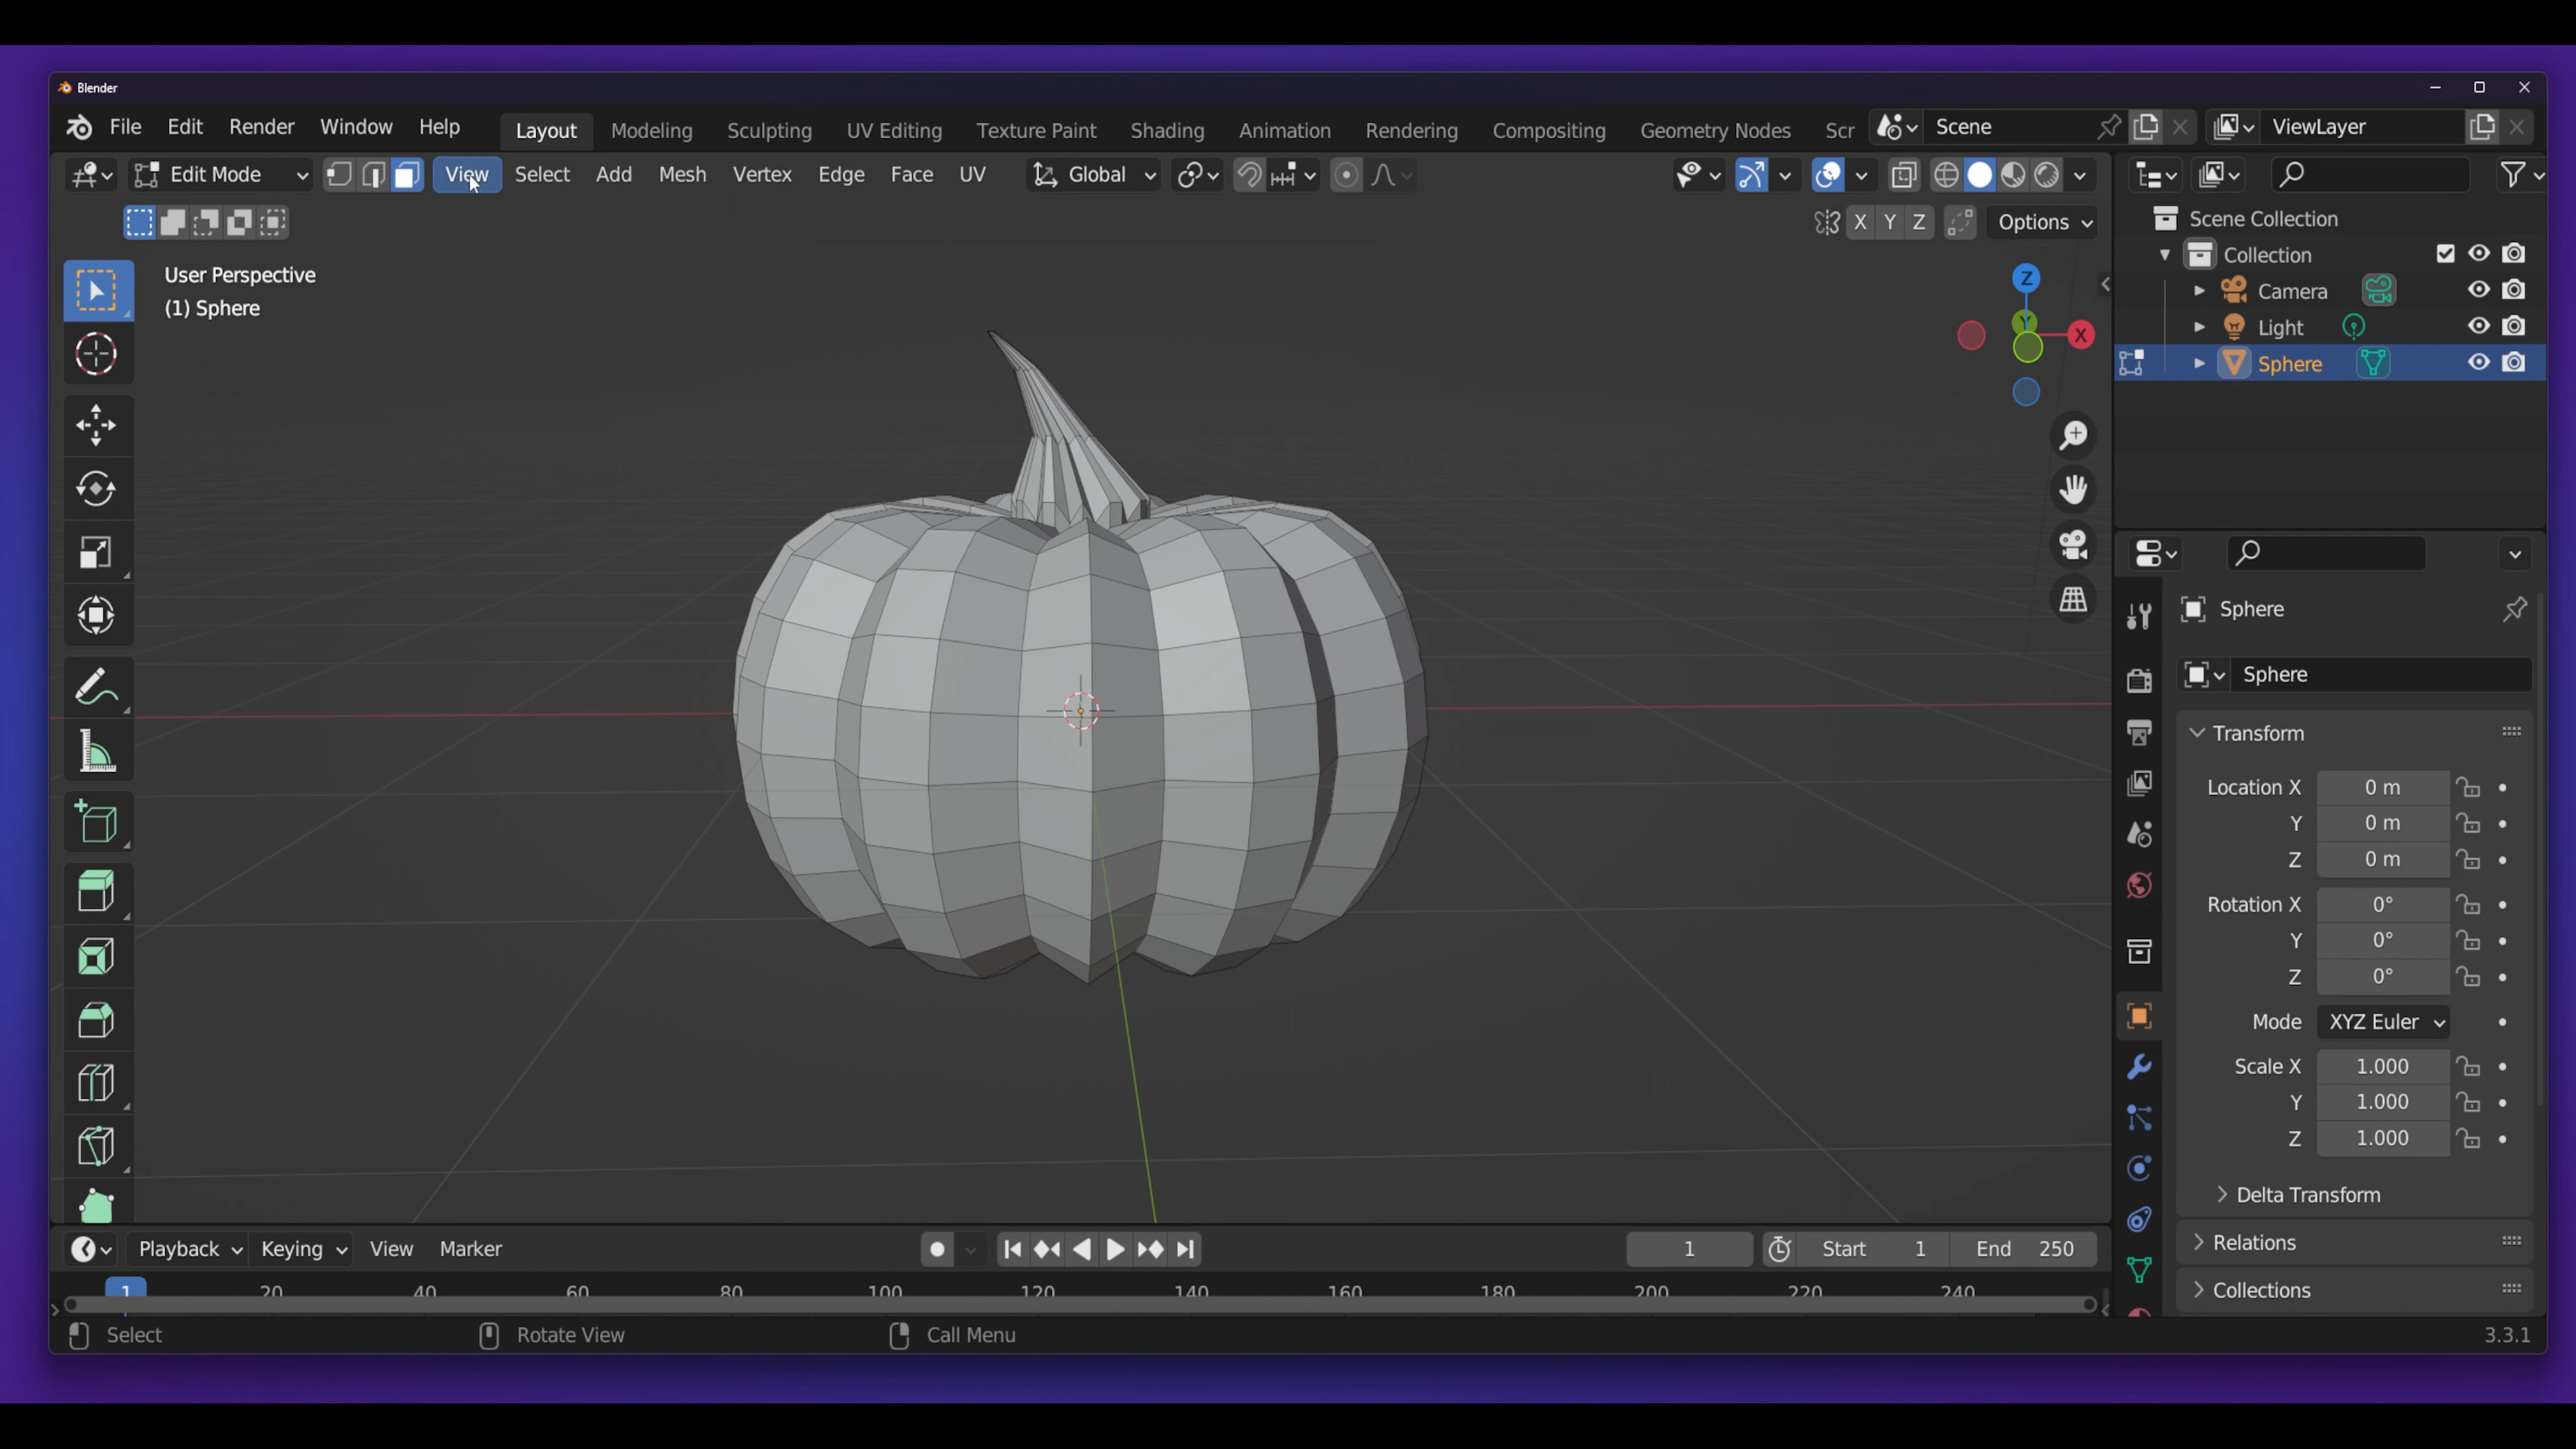 Blender
File Edit Render Window Help Layout Modeling Sculpting UV Editing Texture Paint Shading Animation Rendering Compositing Geometry Nodes Scr Scene ViewLayer
Edit Mode View Select Add Mesh Vertex Edge Face UV Global
X Y Z Options
User Perspective
(1) Sphere
Z
Y
X
Scene Collection
Collection
Camera
Light
Sphere
Sphere
Sphere
Transform
Location X 0 m
Y 0 m
Z 0 m
Rotation X 0°
Y 0°
Z 0°
Mode XYZ Euler
Scale X 1.000
Y 1.000
Z 1.000
Delta Transform
Relations
Collections
Playback Keying View Marker 1 Start 1 End 250
1 20 40 60 80 100 120 140 160 180 200 220 240
Select Rotate View Call Menu 3.3.1